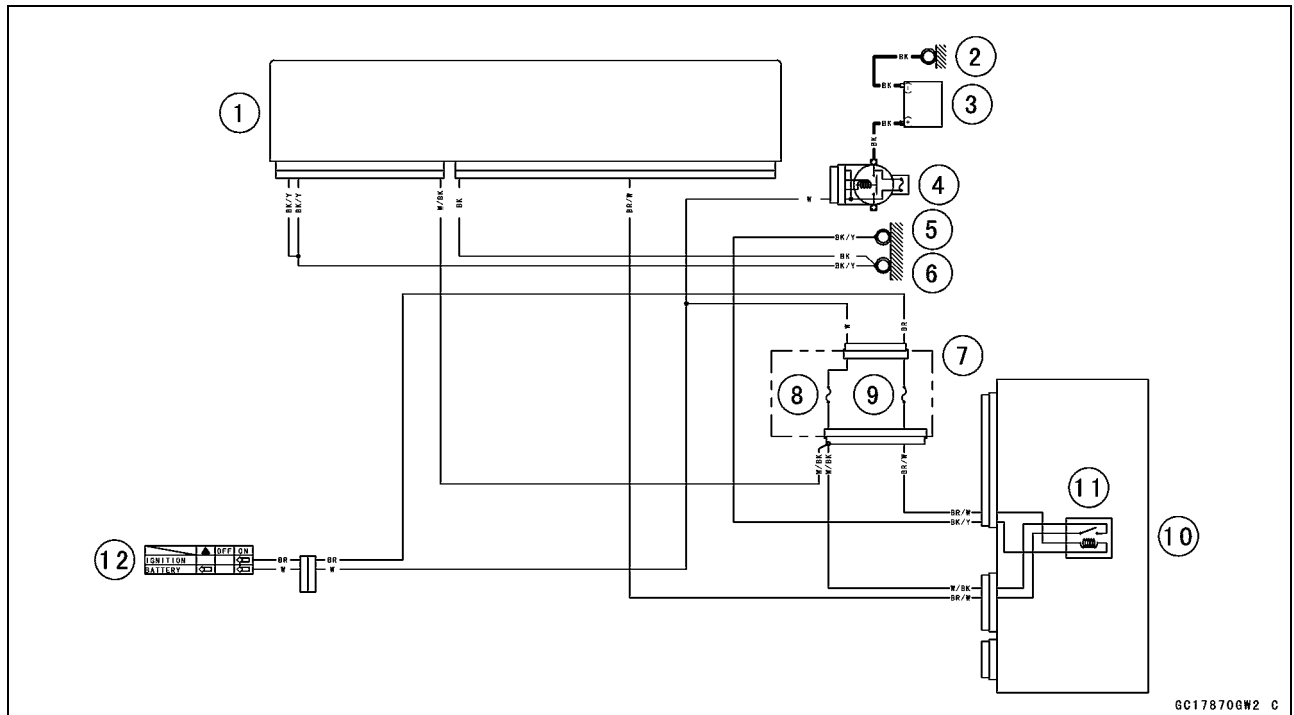 BK
2
1
(-)
BK
3
BK
(+)
BK
4
BK/Y
BK/Y
W/BK
BK
BR/W
W
5
BK/Y
BK
BK/Y
6
W
BR
7
8
9
W/BK
W/BK
BR/W
11
BR/W
BK/Y
10
12
OFF ON
IGNITION
BATTERY
BR
W
BR
W
W/BK
BR/W
GC17870GW2 C